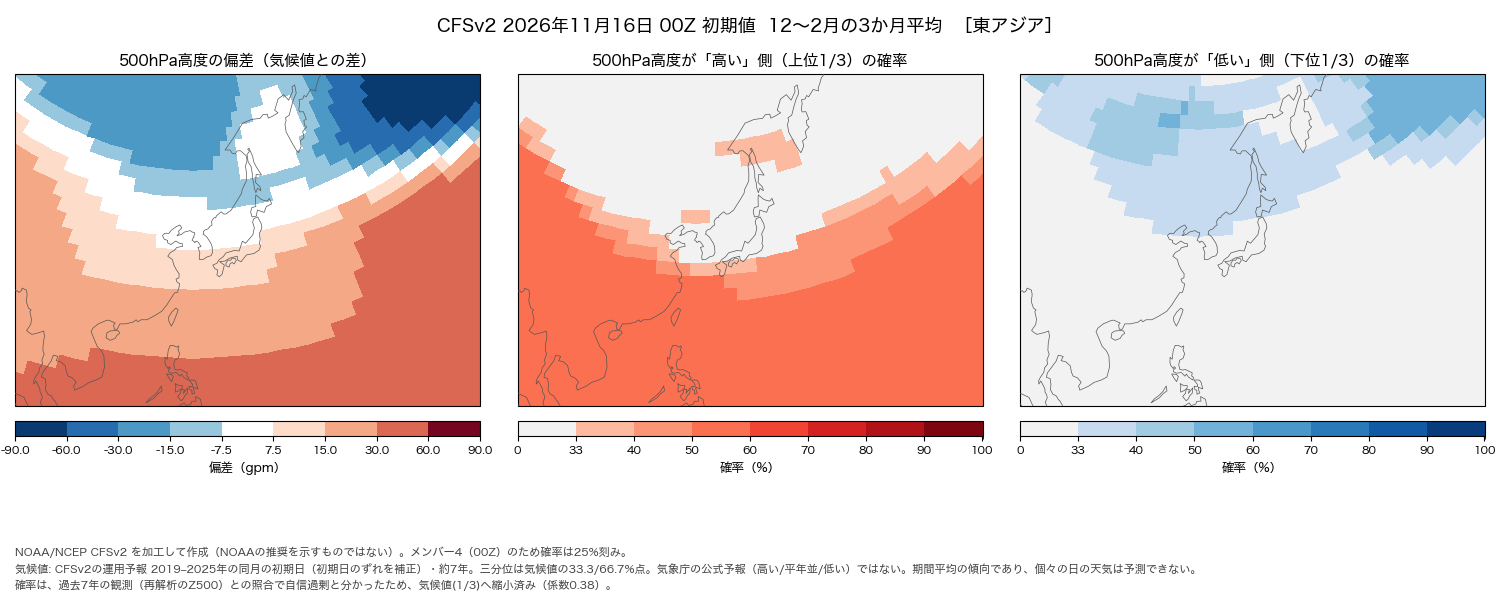 CFSv2 2026年11月16日 00Z 初期値 12〜2月の3か月平均 ［東アジア］
500hPa高度の偏差（気候値との差）
500hPa高度が「高い」側（上位1/3）の確率
500hPa高度が「低い」側（下位1/3）の確率
-90.0 -60.0 -30.0 -15.0 -7.5 7.5 15.0 30.0 60.0 90.0
偏差（gpm）
0 33 40 50 60 70 80 90 100
確率（%）
0 33 40 50 60 70 80 90 100
確率（%）
NOAA/NCEP CFSv2 を加工して作成（NOAAの推奨を示すものではない）。メンバー4（00Z）のため確率は25%刻み。
気候値: CFSv2の運用予報 2019–2025年の同月の初期日（初期日のずれを補正）・約7年。三分位は気候値の33.3/66.7%点。気象庁の公式予報（高い/平年並/低い）ではない。期間平均の傾向であり、個々の日の天気は予測できない。
確率は、過去7年の観測（再解析のZ500）との照合で自信過剰と分かったため、気候値(1/3)へ縮小済み（係数0.38）。